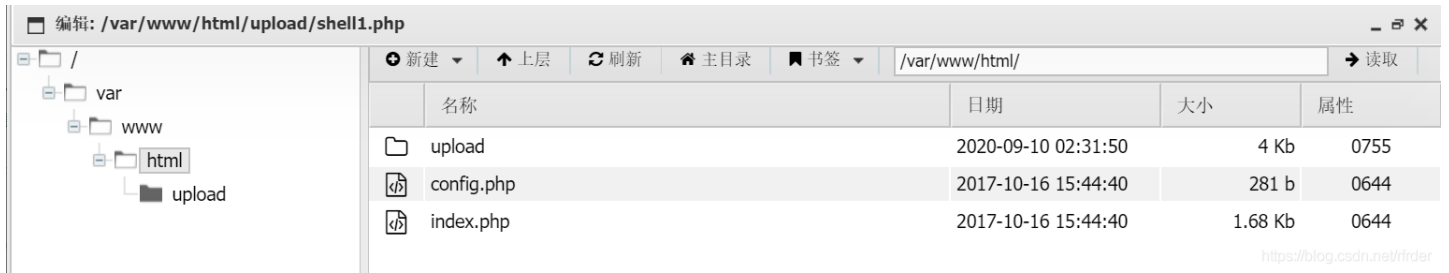 编辑: /var/www/html/upload/shell1.php
/
var
www
html
upload
新建 上层 刷新 主目录 书签 /var/www/html/ 读取
名称 日期 大小 属性
upload 2020-09-10 02:31:50 4 Kb 0755
config.php 2017-10-16 15:44:40 281 b 0644
index.php 2017-10-16 15:44:40 1.68 Kb 0644
https://blog.csdn.net/rfrder